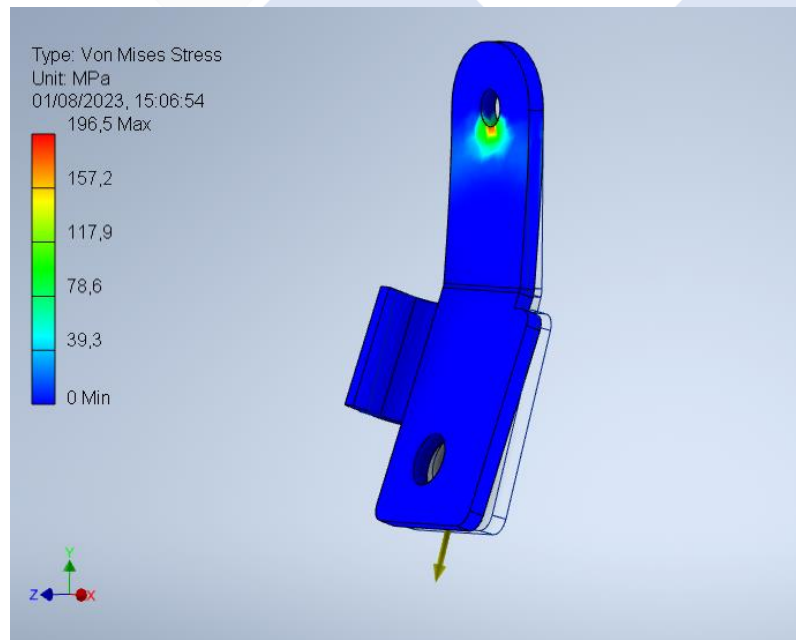 Type: Von Mises Stress
Unit: MPa
01/08/2023, 15:06:54
196,5 Max
157,2
117,9
78,6
39,3
0 Min
Y
Z
X